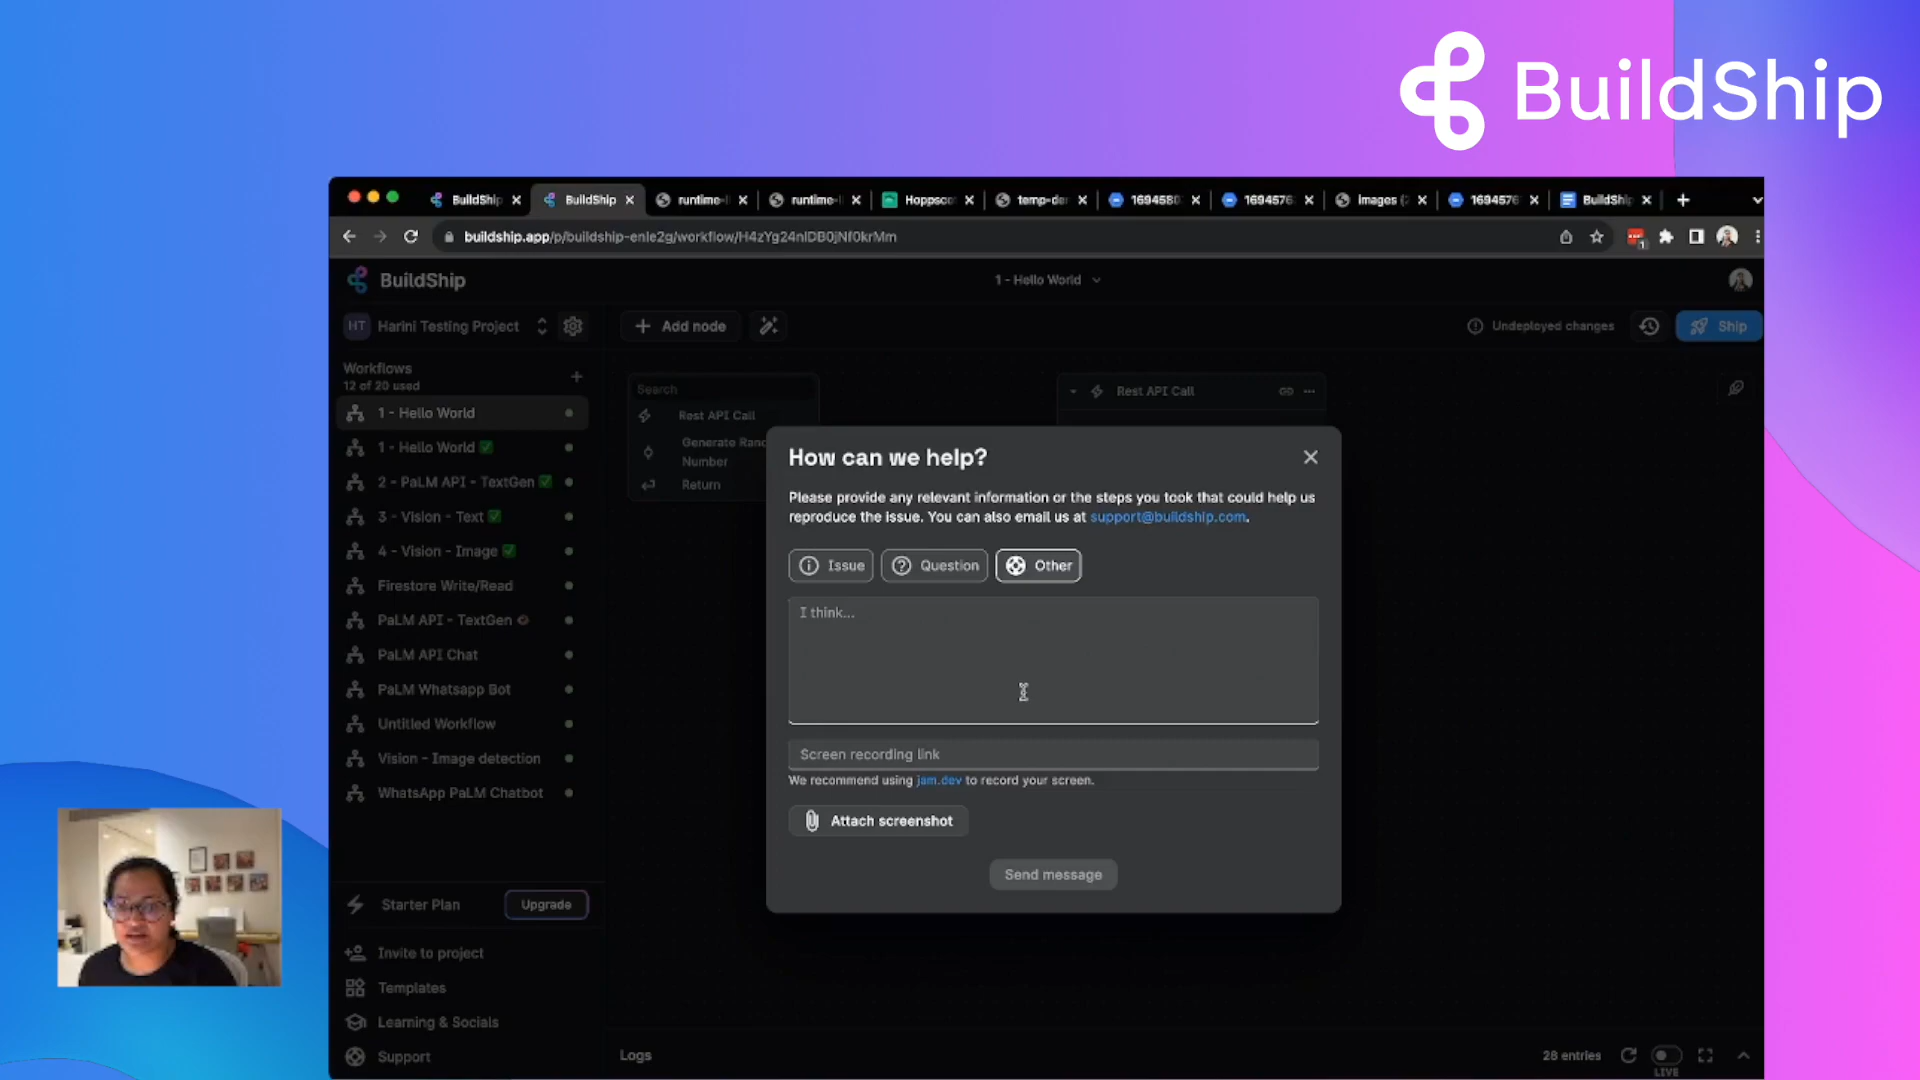 BuildShip
BuildShip
BuildShip
runtime-
runtime-
Hoppsco
temp-de
1694580
1694576
images (
1694576
BuildShi
buildship.app/p/buildship-enle2g/workflow/
BuildShip
1 - Hello World
HT
Harini Testing Project
Add node
Undeployed changes
Ship
Workflows
12 of 20 used
Search
Rest API Call
Generate Ran
Number
Return
Rest API Call
1 - Hello World
1 - Hello World ✅
2 - PaLM API - TextGen ✅
3 - Vision - Text ✅
4 - Vision - Image ✅
Firestore Write/Read
PaLM API - TextGen
PaLM API Chat
PaLM Whatsapp Bot
Untitled Workflow
Vision - Image detection
WhatsApp PaLM Chatbot
How can we help?
Please provide any relevant information or the steps you took that could help us
reproduce the issue. You can also email us at support@buildship.com.
Issue
Question
Other
I think...
Screen recording link
We recommend using jam.dev to record your screen.
Attach screenshot
Send message
Starter Plan
Upgrade
Invite to project
Templates
Learning & Socials
Support
Logs
28 entries
LIVE